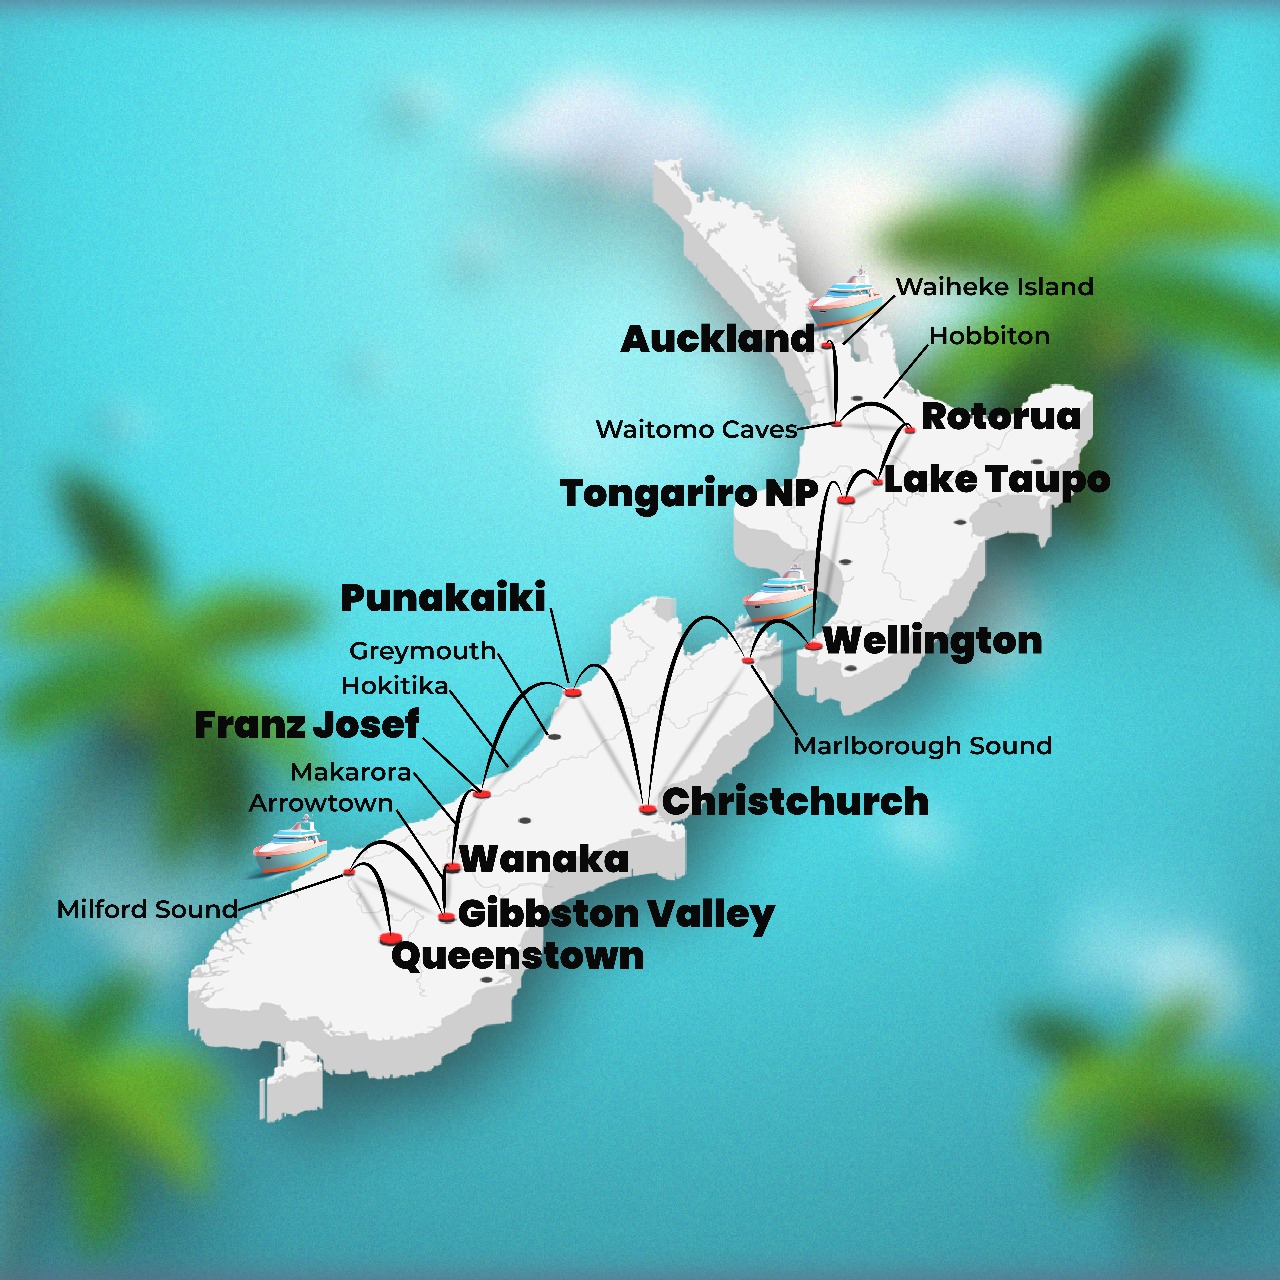 Waiheke Island
Auckland
Hobbiton
Rotorua
Waitomo Caves
Lake Taupo
Tongariro NP
Punakaiki
Wellington
Greymouth
Hokitika
Franz Josef
Marlborough Sound
Makarora
Arrowtown
Christchurch
Wanaka
Milford Sound
Gibbston Valley
Queenstown